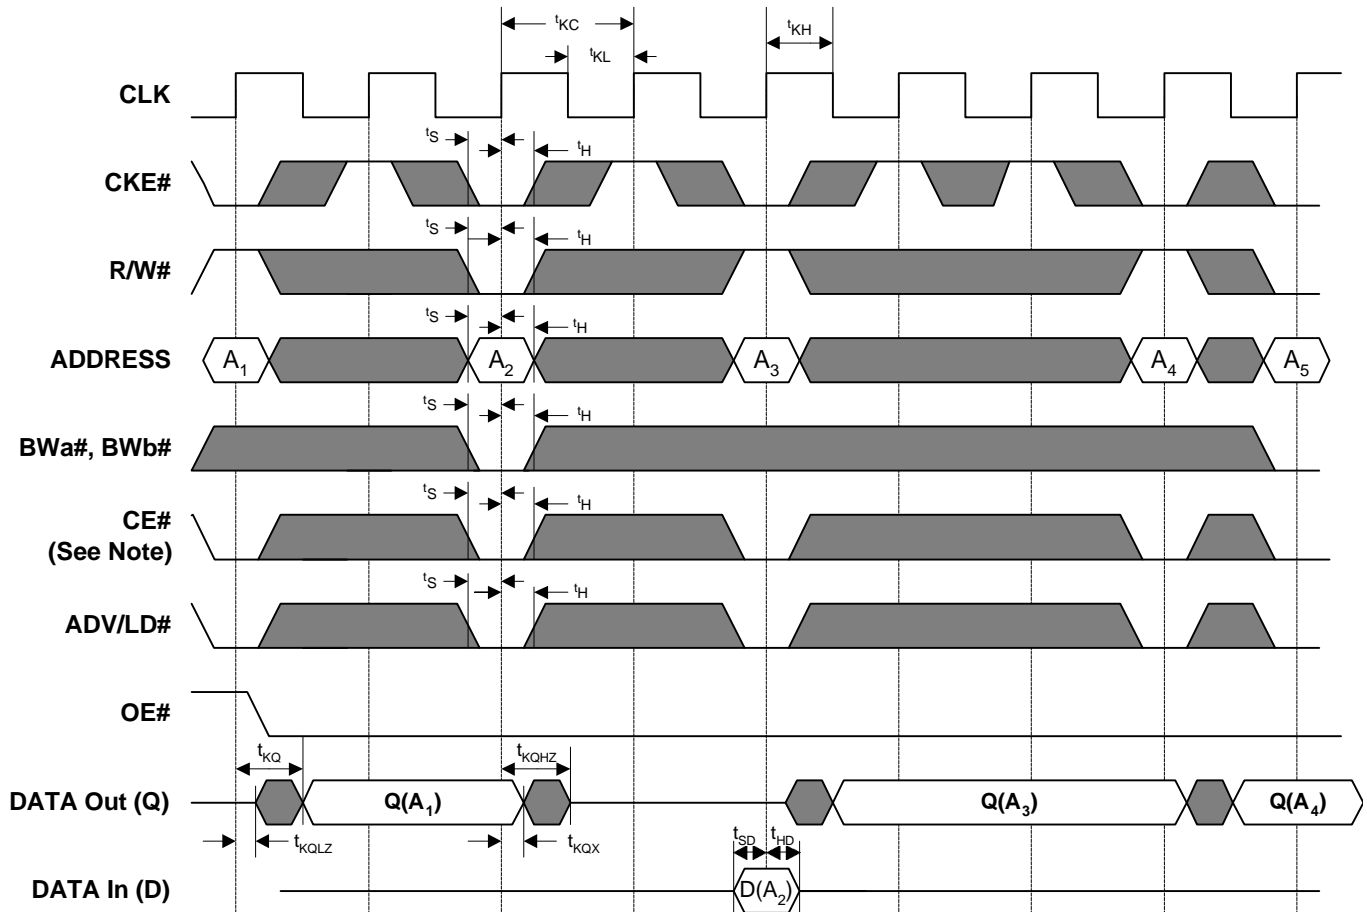 tKC
tKH
tKL
CLK
tS
tH
CKE#
tS
tH
R/W#
tS
tH
ADDRESS
A1
A2
A3
A4
A5
tS
tH
BWa#, BWb#
tS
tH
CE#
(See Note)
tS
tH
ADV/LD#
OE#
tKQ
tKQHZ
DATA Out (Q)
Q(A1)
Q(A3)
Q(A4)
tKQLZ
tKQX
tSD
tHD
DATA In (D)
D(A2)